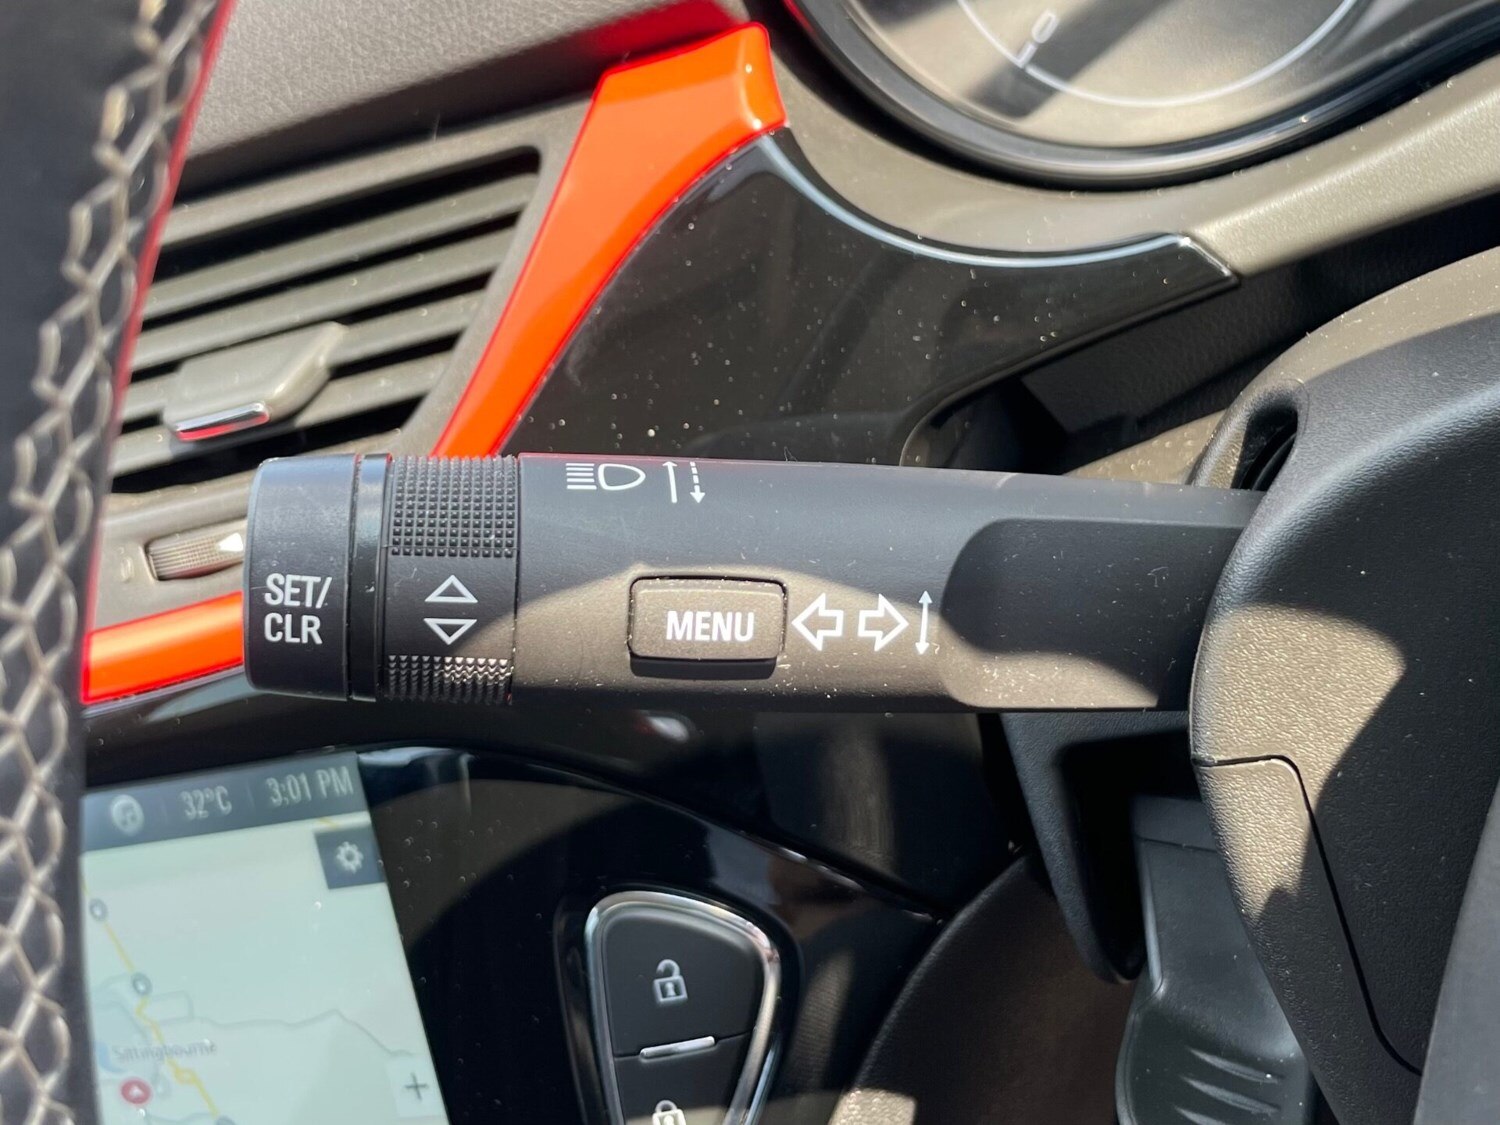 SET/
CLR
MENU
32°C
3:01 PM
Sittingbourne